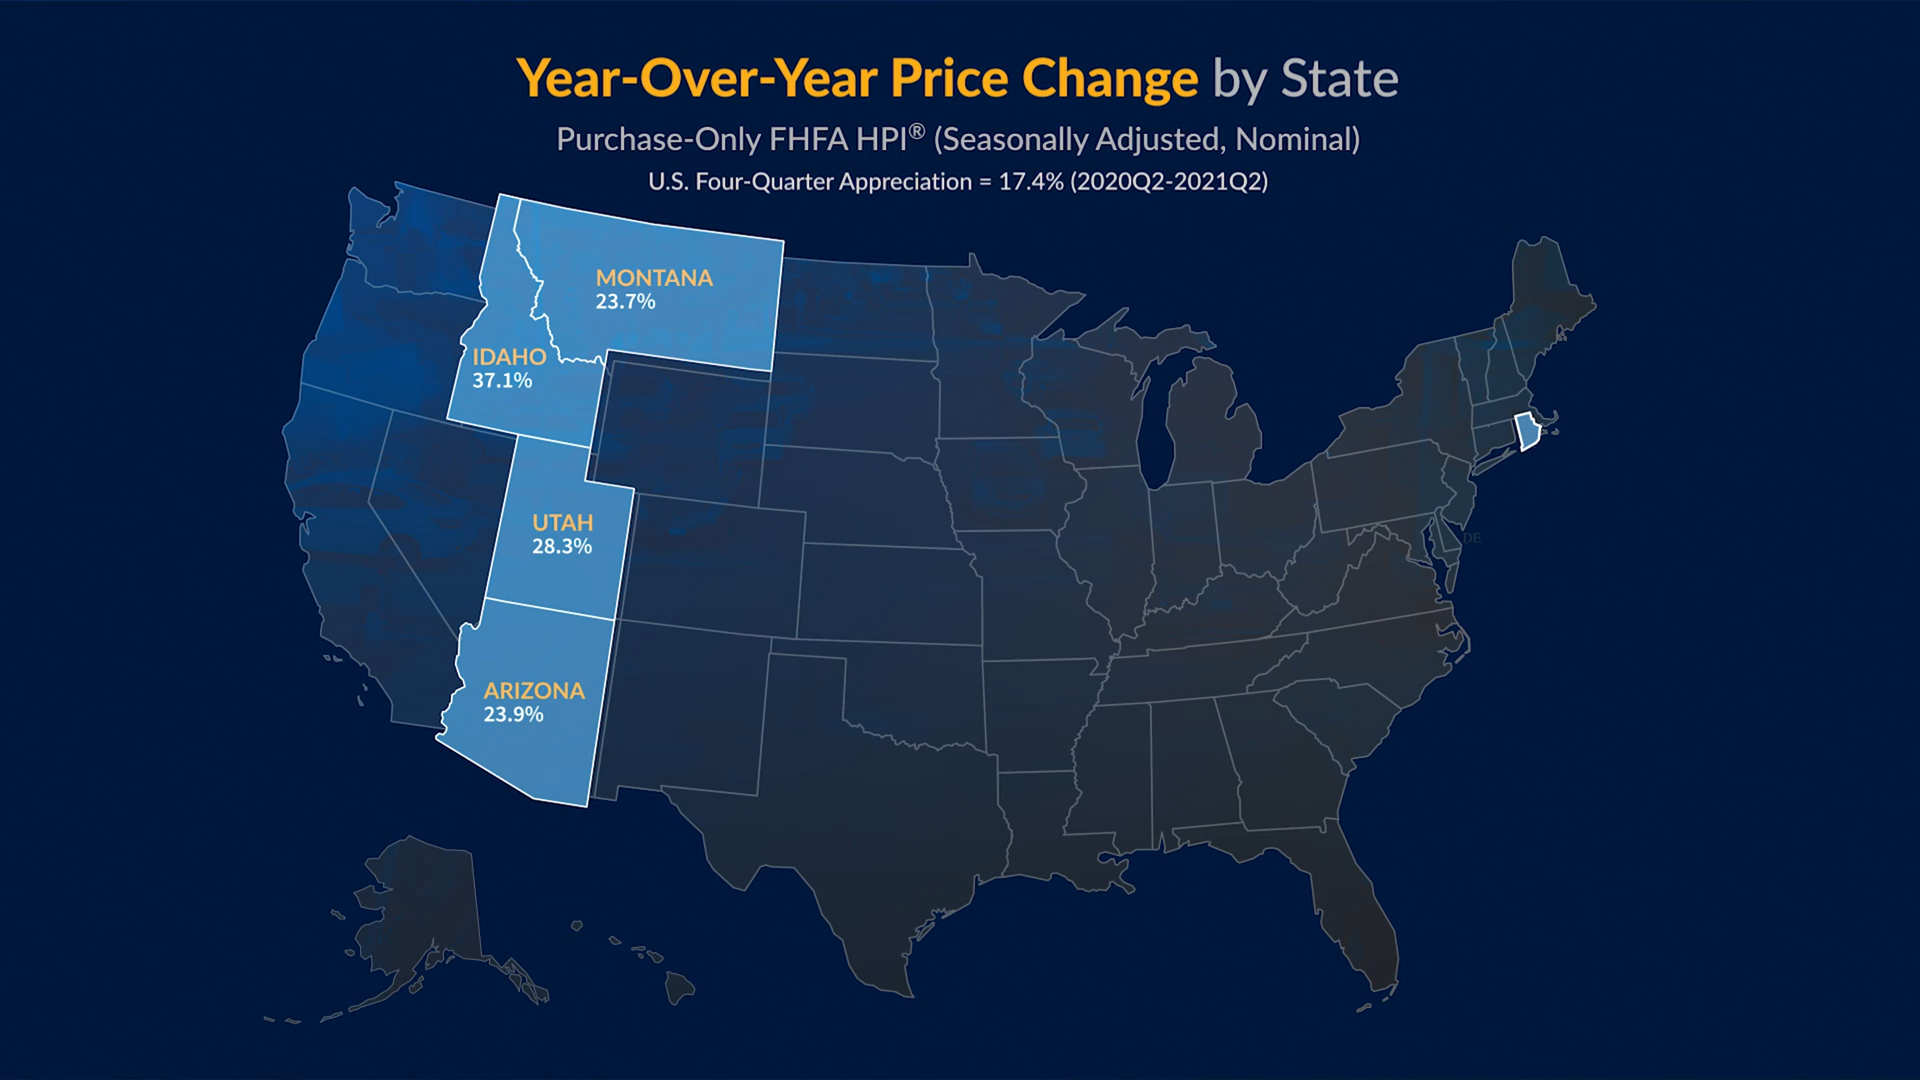 Year-Over-Year Price Change by State
Purchase-Only FHFA HPI® (Seasonally Adjusted, Nominal)
U.S. Four-Quarter Appreciation = 17.4% (2020Q2-2021Q2)
MONTANA
23.7%
IDAHO
37.1%
UTAH
28.3%
DE
ARIZONA
23.9%